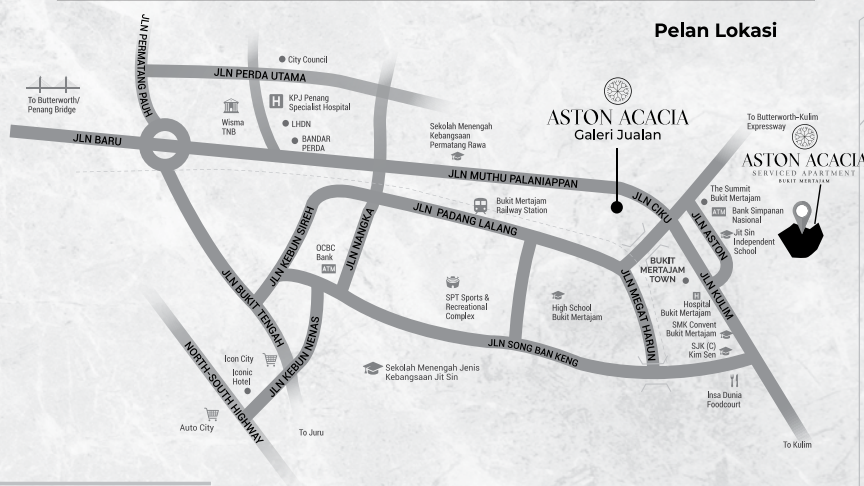 Pelan Lokasi
JLN PERMATANG PAUH
City Council
JLN PERDA UTAMA
To Butterworth/
Penang Bridge
Wisma
TNB
H
KPJ Penang
Specialist Hospital
LHDN
BANDAR
PERDA
JLN BARU
Sekolah Menengah
Kebangsaan
Permatang Rawa
ASTON ACACIA
Galeri Jualan
To Butterworth-Kulim
Expressway
ASTON ACACIA
SERVICED APARTMENT
BUKIT MERTAJAM
JLN MUTHU PALANIAPPAN
JLN CIKU
The Summit
Bukit Mertajam
ATM
Bank Simpanan
Nasional
Jit Sin
Independent
School
JLN ASTON
Bukit Mertajam
Railway Station
JLN PADANG LALANG
JLN KEBUN SIREH
JLN NANGKA
OCBC
Bank
ATM
BUKIT
MERTAJAM
TOWN
JLN KULIM
JLN BUKIT TENGAH
SPT Sports &
Recreational
Complex
High School
Bukit Mertajam
JLN MEGAT HARUN
H
Hospital
Bukit Mertajam
SMK Convent
Bukit Mertajam
SJK (C)
Kim Sen
JLN SONG BAN KENG
NORTH-SOUTH HIGHWAY
Icon City
Iconic
Hotel
JLN KEBUN NENAS
Sekolah Menengah Jenis
Kebangsaan Jit Sin
Insa Dunia
Foodcourt
Auto City
To Juru
To Kulim